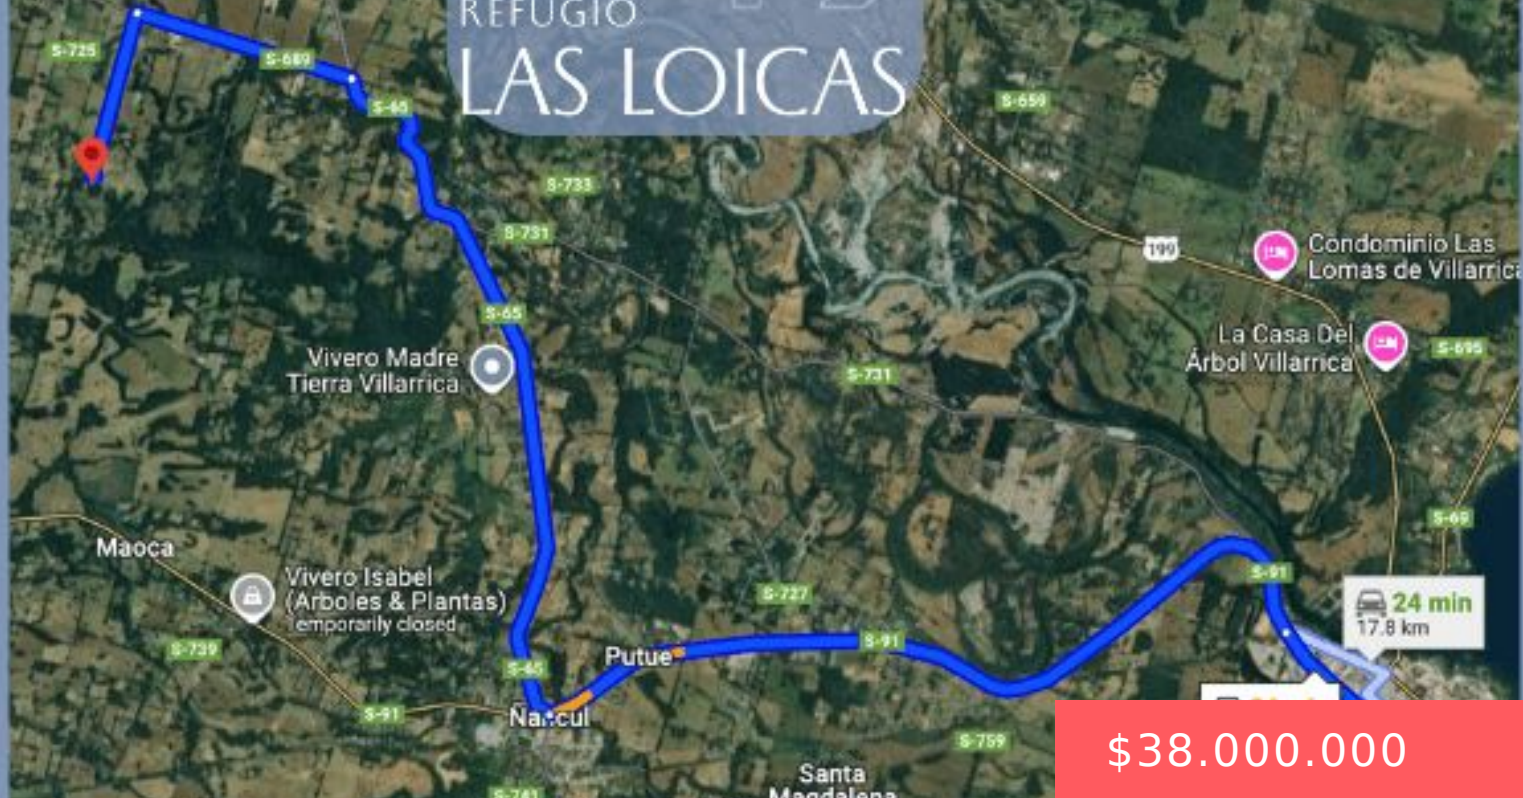 REFUGIO
LAS LOICAS
S-725
S-689
S-65
S-659
S-733
S-731
199
Condominio Las
Lomas de Villarrica
S-65
La Casa Del
Árbol Villarrica
S-695
Vivero Madre
Tierra Villarrica
S-731
S-69
Maoca
Vivero Isabel
(Arboles & Plantas)
Temporarily closed
S-91
S-727
24 min
17.8 km
S-739
Putue
S-91
S-65
S-91
Ñancul
S-759
$38.000.000
Santa
Magdalena
S-741